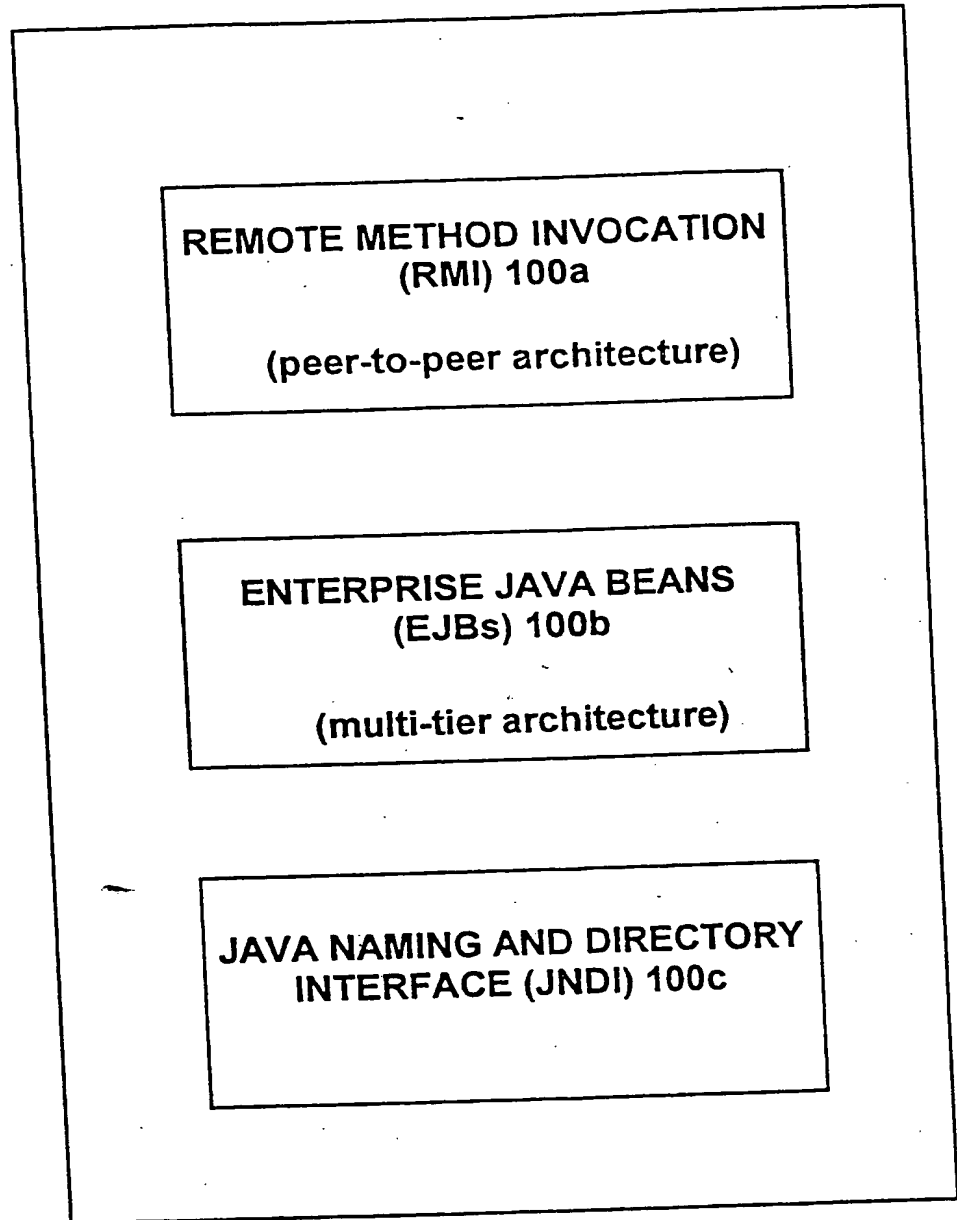 REMOTE METHOD INVOCATION
(RMI) 100a
(peer-to-peer architecture)
ENTERPRISE JAVA BEANS
(EJBs) 100b
(multi-tier architecture)
JAVA NAMING AND DIRECTORY
INTERFACE (JNDI) 100c